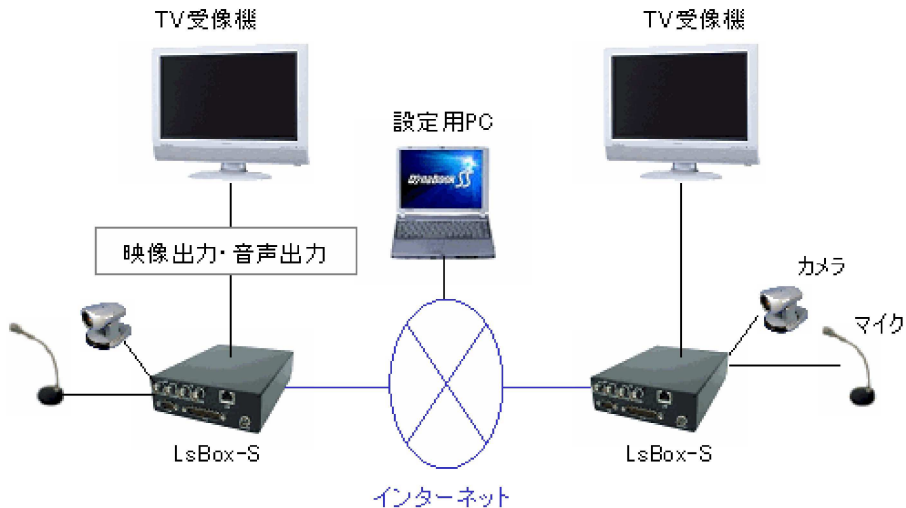 TV受像機
TV受像機
設定用PC
DynaBook SS
映像出力・音声出力
カメラ
マイク
LsBox-S
LsBox-S
インターネット